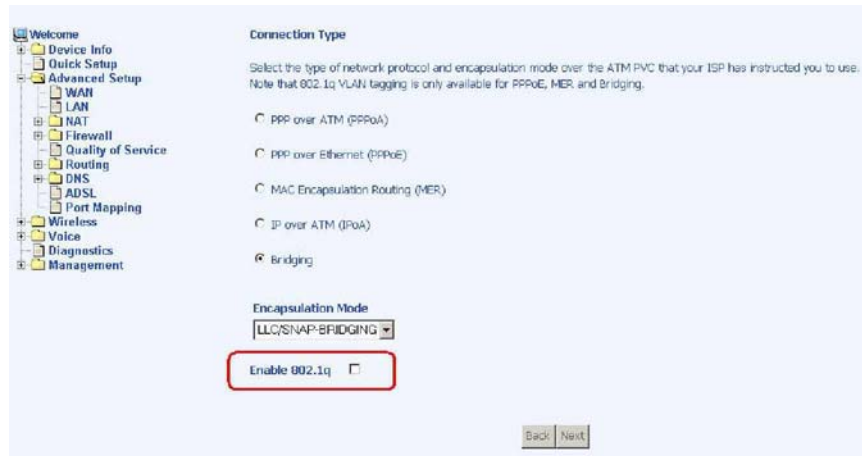 Welcome
Device Info
Quick Setup
Advanced Setup
WAN
LAN
NAT
Firewall
Quality of Service
Routing
DNS
ADSL
Port Mapping
Wireless
Voice
Diagnostics
Management
Connection Type
Select the type of network protocol and encapsulation mode over the ATM PVC that your ISP has instructed you to use.
Note that 802.1q VLAN tagging is only available for PPPoE, MER and Bridging.
PPP over ATM (PPPoA)
PPP over Ethernet (PPPoE)
MAC Encapsulation Routing (MER)
IP over ATM (IPoA)
Bridging
Encapsulation Mode
LLC/SNAP-BRIDGING
Enable 802.1q
Back Next